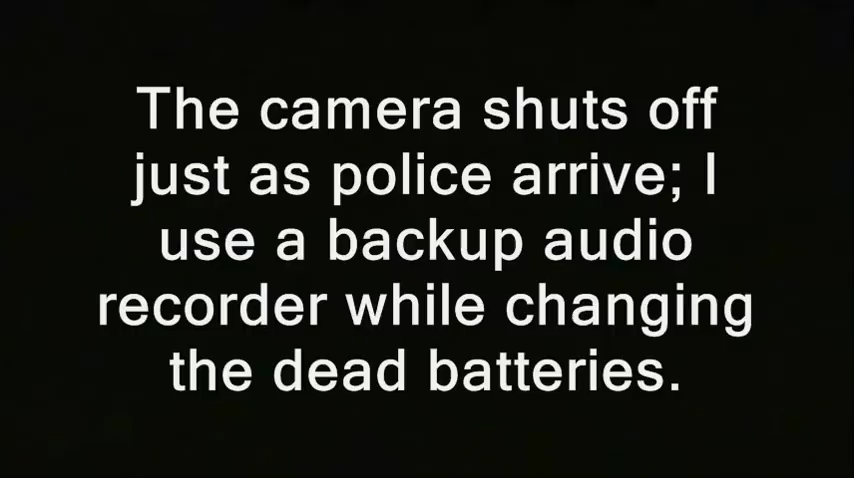 The camera shuts off
just as police arrive; I
use a backup audio
recorder while changing
the dead batteries.